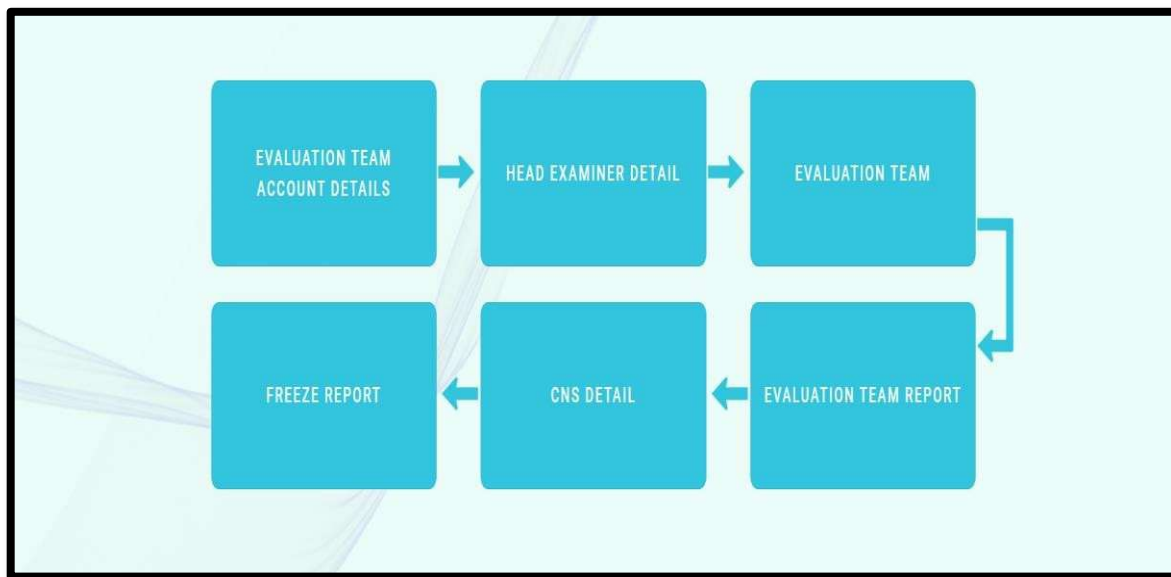 EVALUATION TEAM
ACCOUNT DETAILS
HEAD EXAMINER DETAIL
EVALUATION TEAM
EVALUATION TEAM REPORT
CNS DETAIL
FREEZE REPORT